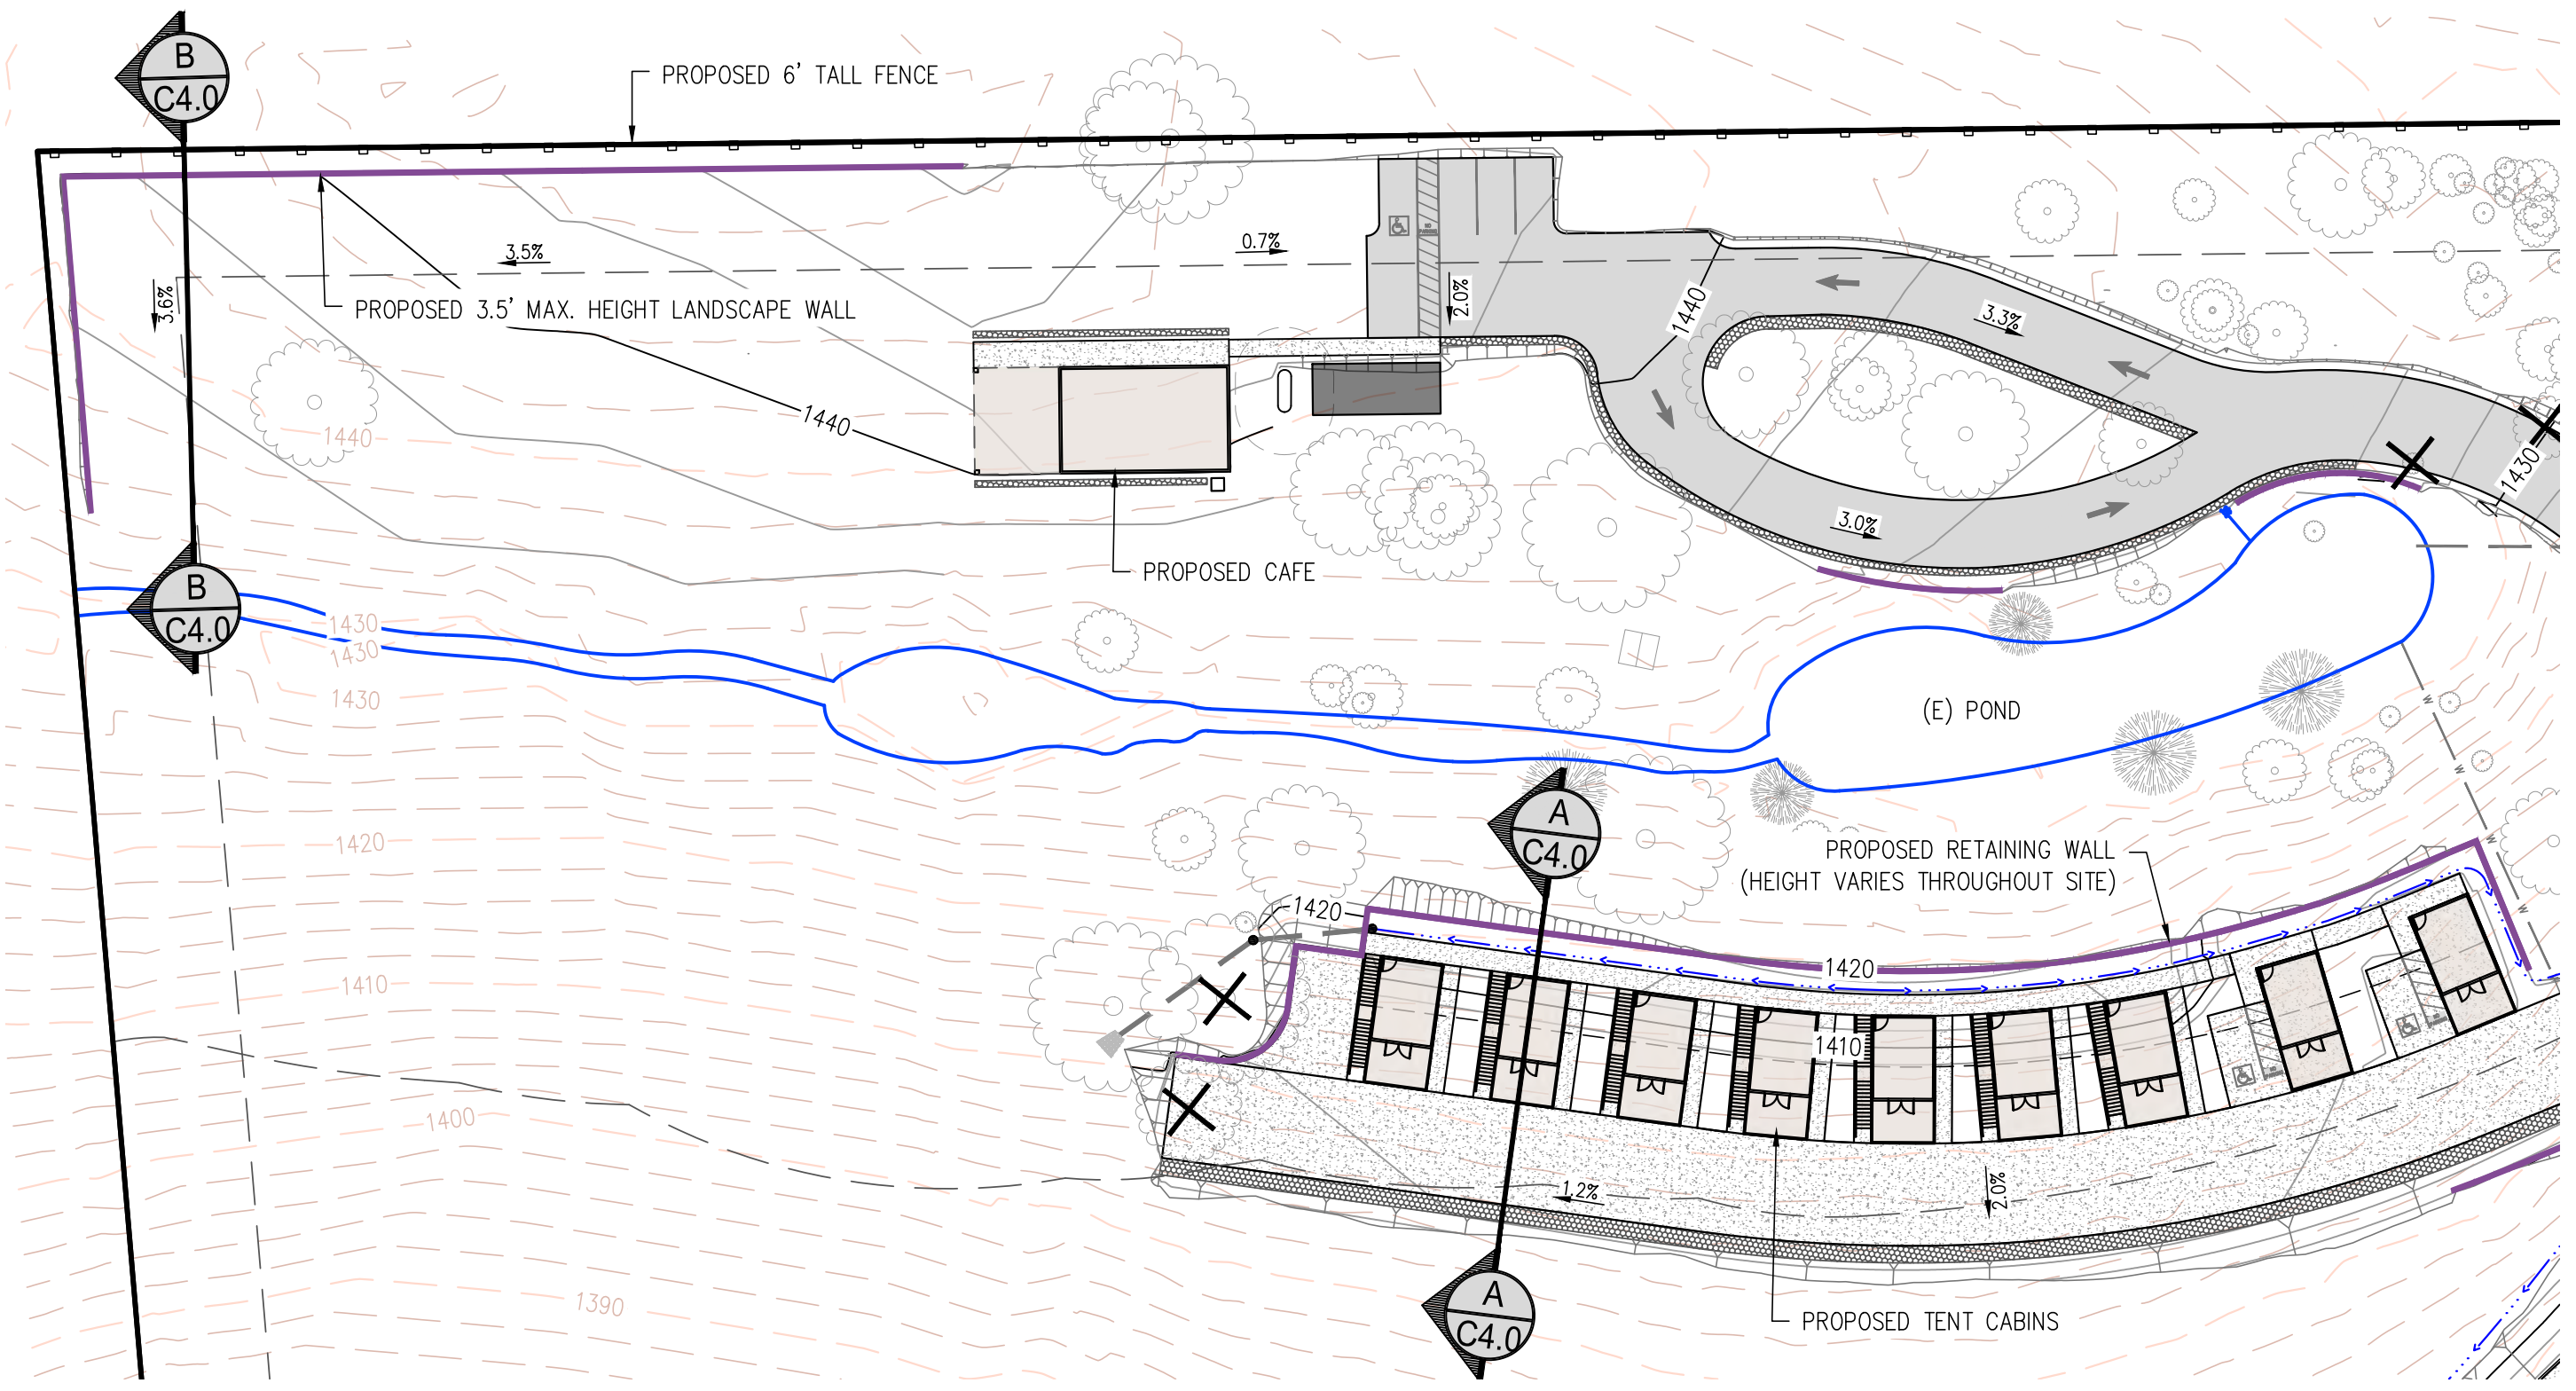 B
C4.0
PROPOSED 6' TALL FENCE
3.5%
0.7%
3.6%
PROPOSED 3.5' MAX. HEIGHT LANDSCAPE WALL
2.0%
1440
3.3%
1440
1440
1430
3.0%
PROPOSED CAFE
B
C4.0
1430
1430
1430
(E) POND
W
W
W
W
A
C4.0
1420
PROPOSED RETAINING WALL
(HEIGHT VARIES THROUGHOUT SITE)
1420
1420
1410
1410
1400
1.2%
2.0%
1390
A
C4.0
PROPOSED TENT CABINS